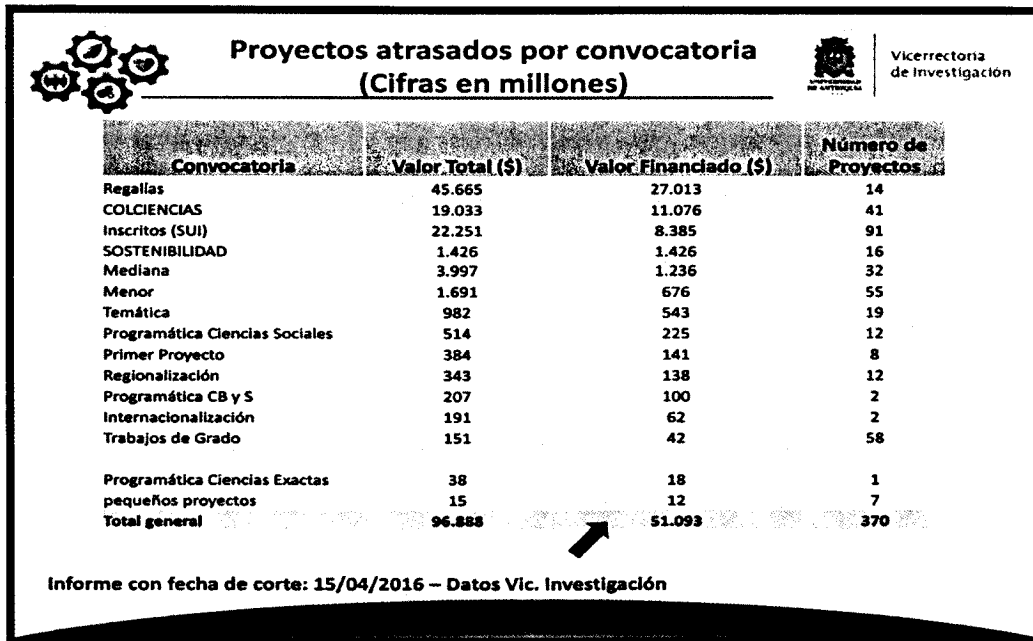 Proyectos atrasados por convocatoria
(Cifras en millones)
UNIVERSIDAD
DE ANTIOQUIA
Vicerrectoría
de Investigación
Convocatoria Valor Total ($) Valor Financiado ($) Número de Proyectos
Regalías 45.665 27.013 14
COLCIENCIAS 19.033 11.076 41
Inscritos (SUI) 22.251 8.385 91
SOSTENIBILIDAD 1.426 1.426 16
Mediana 3.997 1.236 32
Menor 1.691 676 55
Temática 982 543 19
Programática Ciencias Sociales 514 225 12
Primer Proyecto 384 141 8
Regionalización 343 138 12
Programática CB y S 207 100 2
Internacionalización 191 62 2
Trabajos de Grado 151 42 58
Programática Ciencias Exactas 38 18 1
pequeños proyectos 15 12 7
Total general 96.888 51.093 370
Informe con fecha de corte: 15/04/2016 – Datos Vic. Investigación